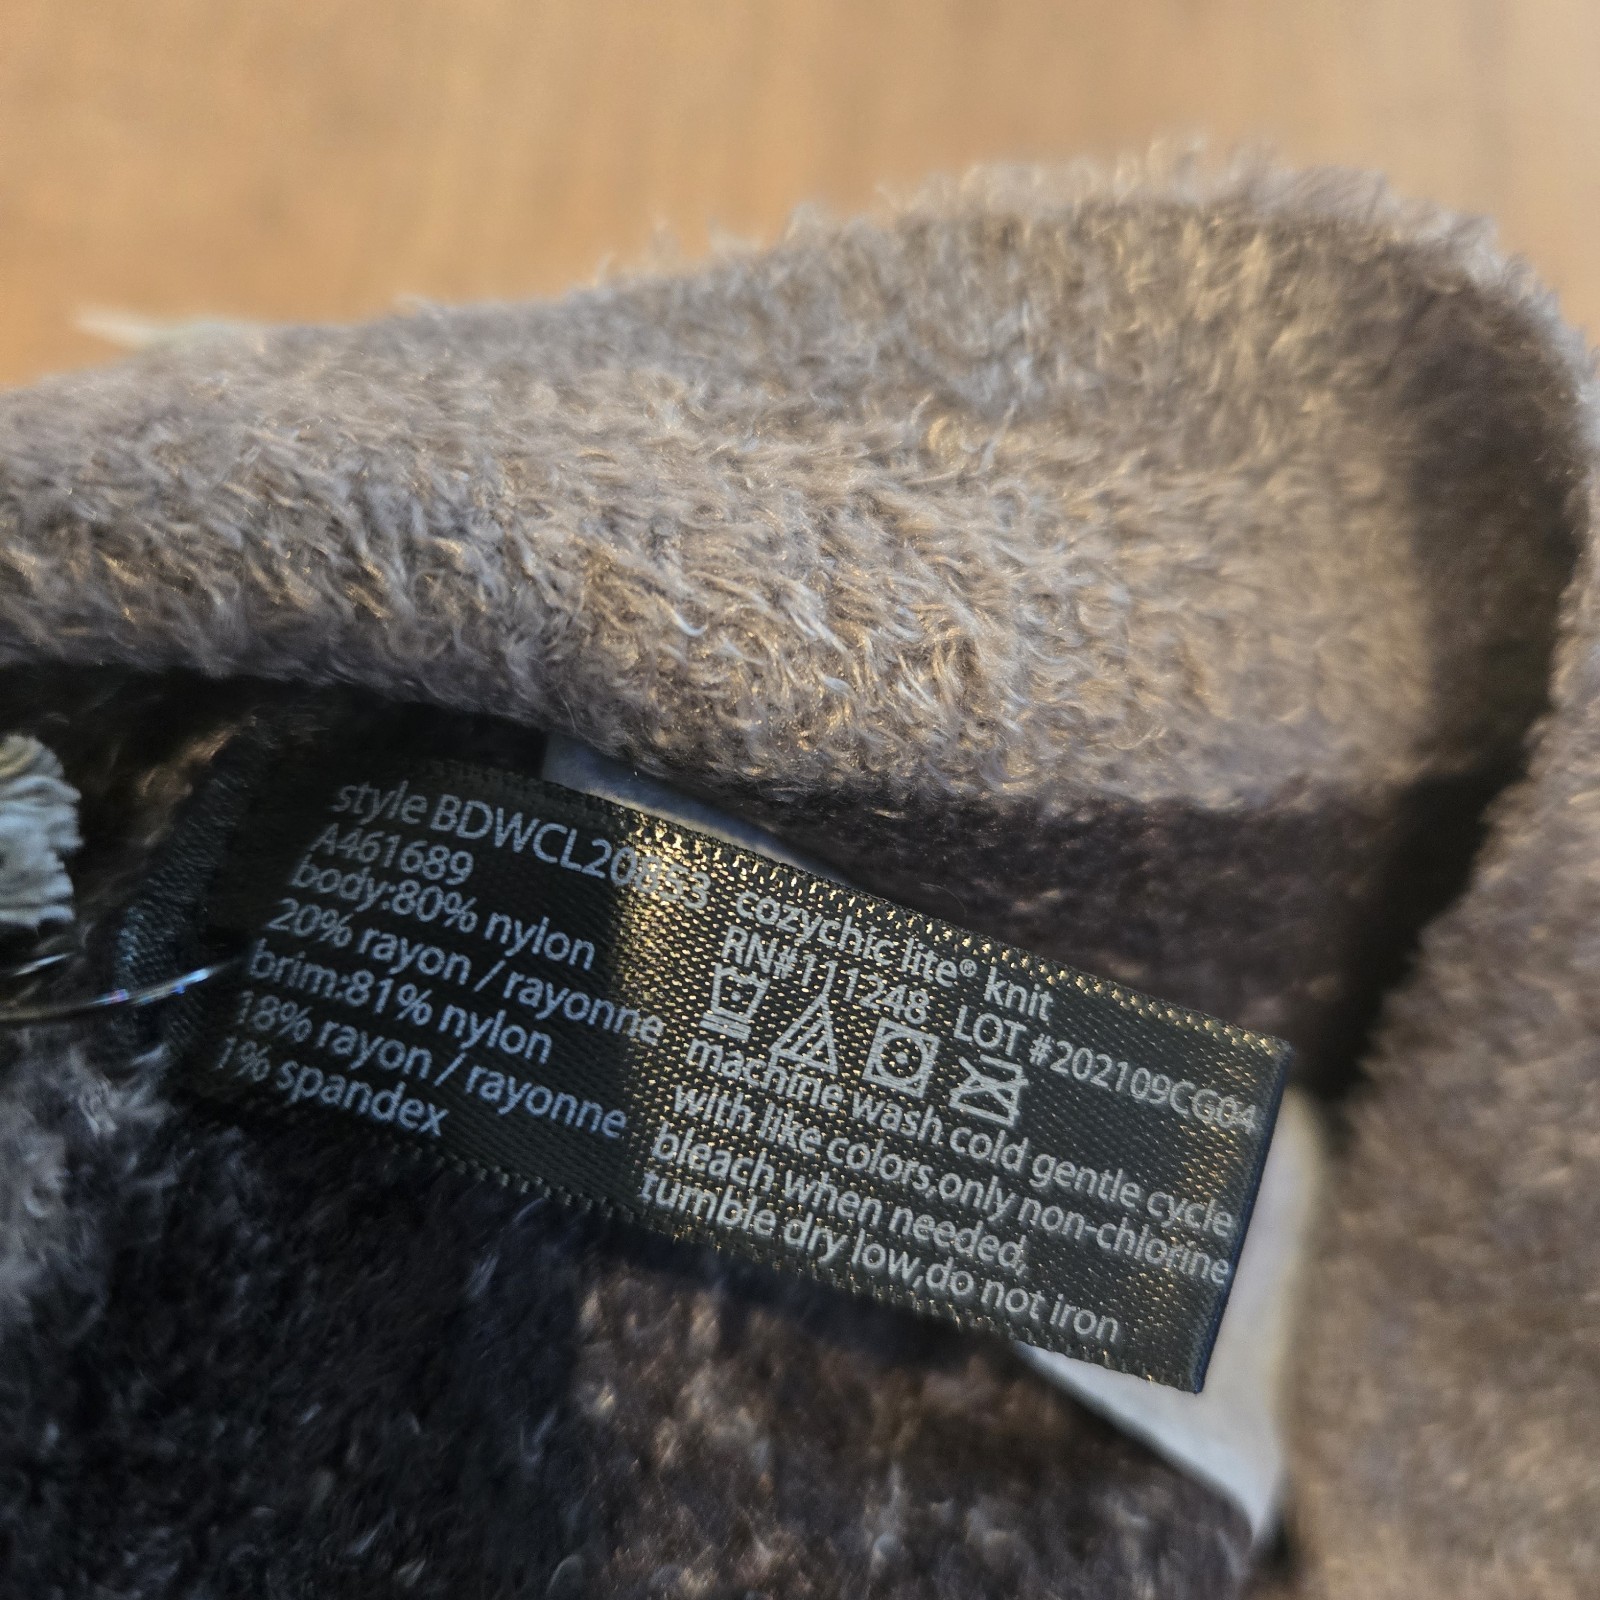 style BDWCL20053
A461689
body:80% nylon
20% rayon / rayonne
brim:81% nylon
18% rayon / rayonne
1% spandex
cozychic lite® knit
RN#111248 LOT #202109CG04
machine wash cold gentle cycle
with like colors,only non-chlorine
bleach when needed,
tumble dry low,do not iron